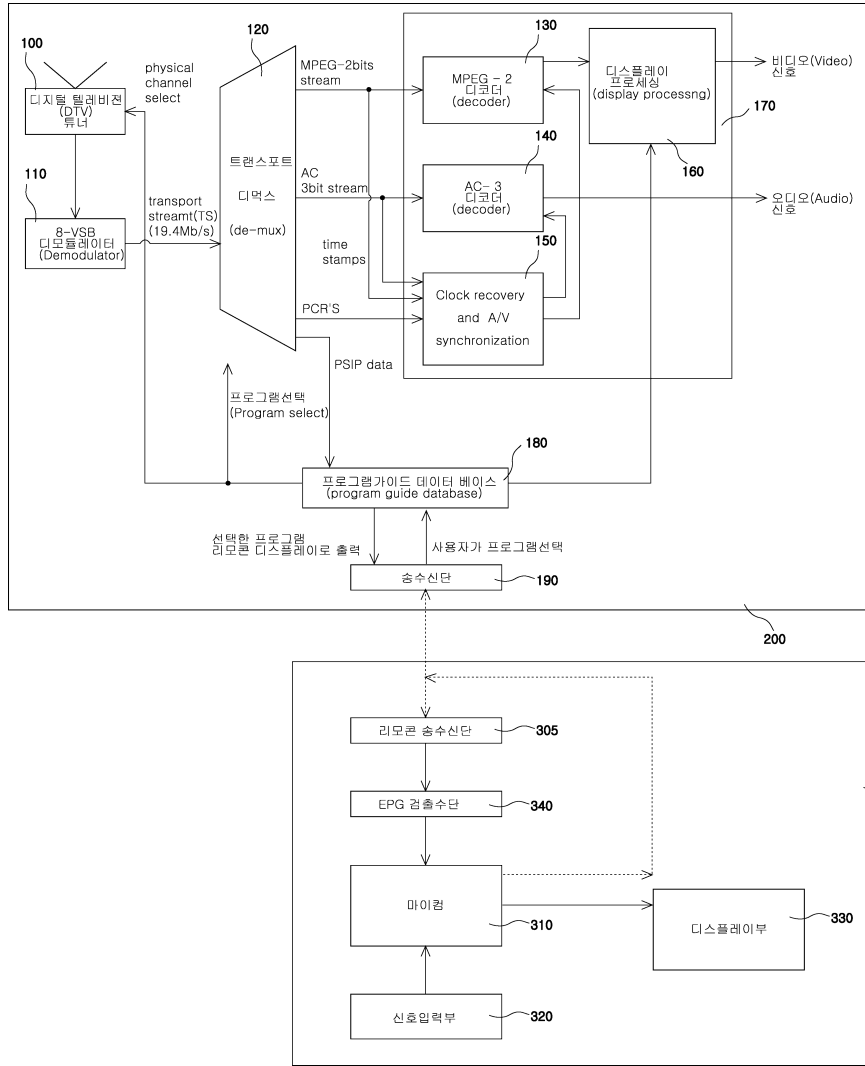 100
디지털 텔레비젼
(DTV)
튜너
physical
channel
select
120
MPEG-2bits
stream
130
MPEG - 2
디코더
(decoder)
디스플레이
프로세싱
(display processng)
비디오(Video)
신호
170
160
110
8-VSB
디모듈레이터
(Demodulator)
transport
streamt(TS)
(19.4Mb/s)
트랜스포트
디먹스
(de-mux)
AC
3bit stream
140
AC- 3
디코더
(decoder)
오디오(Audio)
신호
time
stamps
150
Clock recovery
and A/V
synchronization
PCR'S
PSIP data
프로그램선택
(Program select)
180
프로그램가이드 데이터 베이스
(program guide database)
선택한 프로그램
리모콘 디스플레이로 출력
사용자가 프로그램선택
송수신단
190
200
리모콘 송수신단
305
EPG 검출수단
340
마이컴
310
디스플레이부
330
신호입력부
320